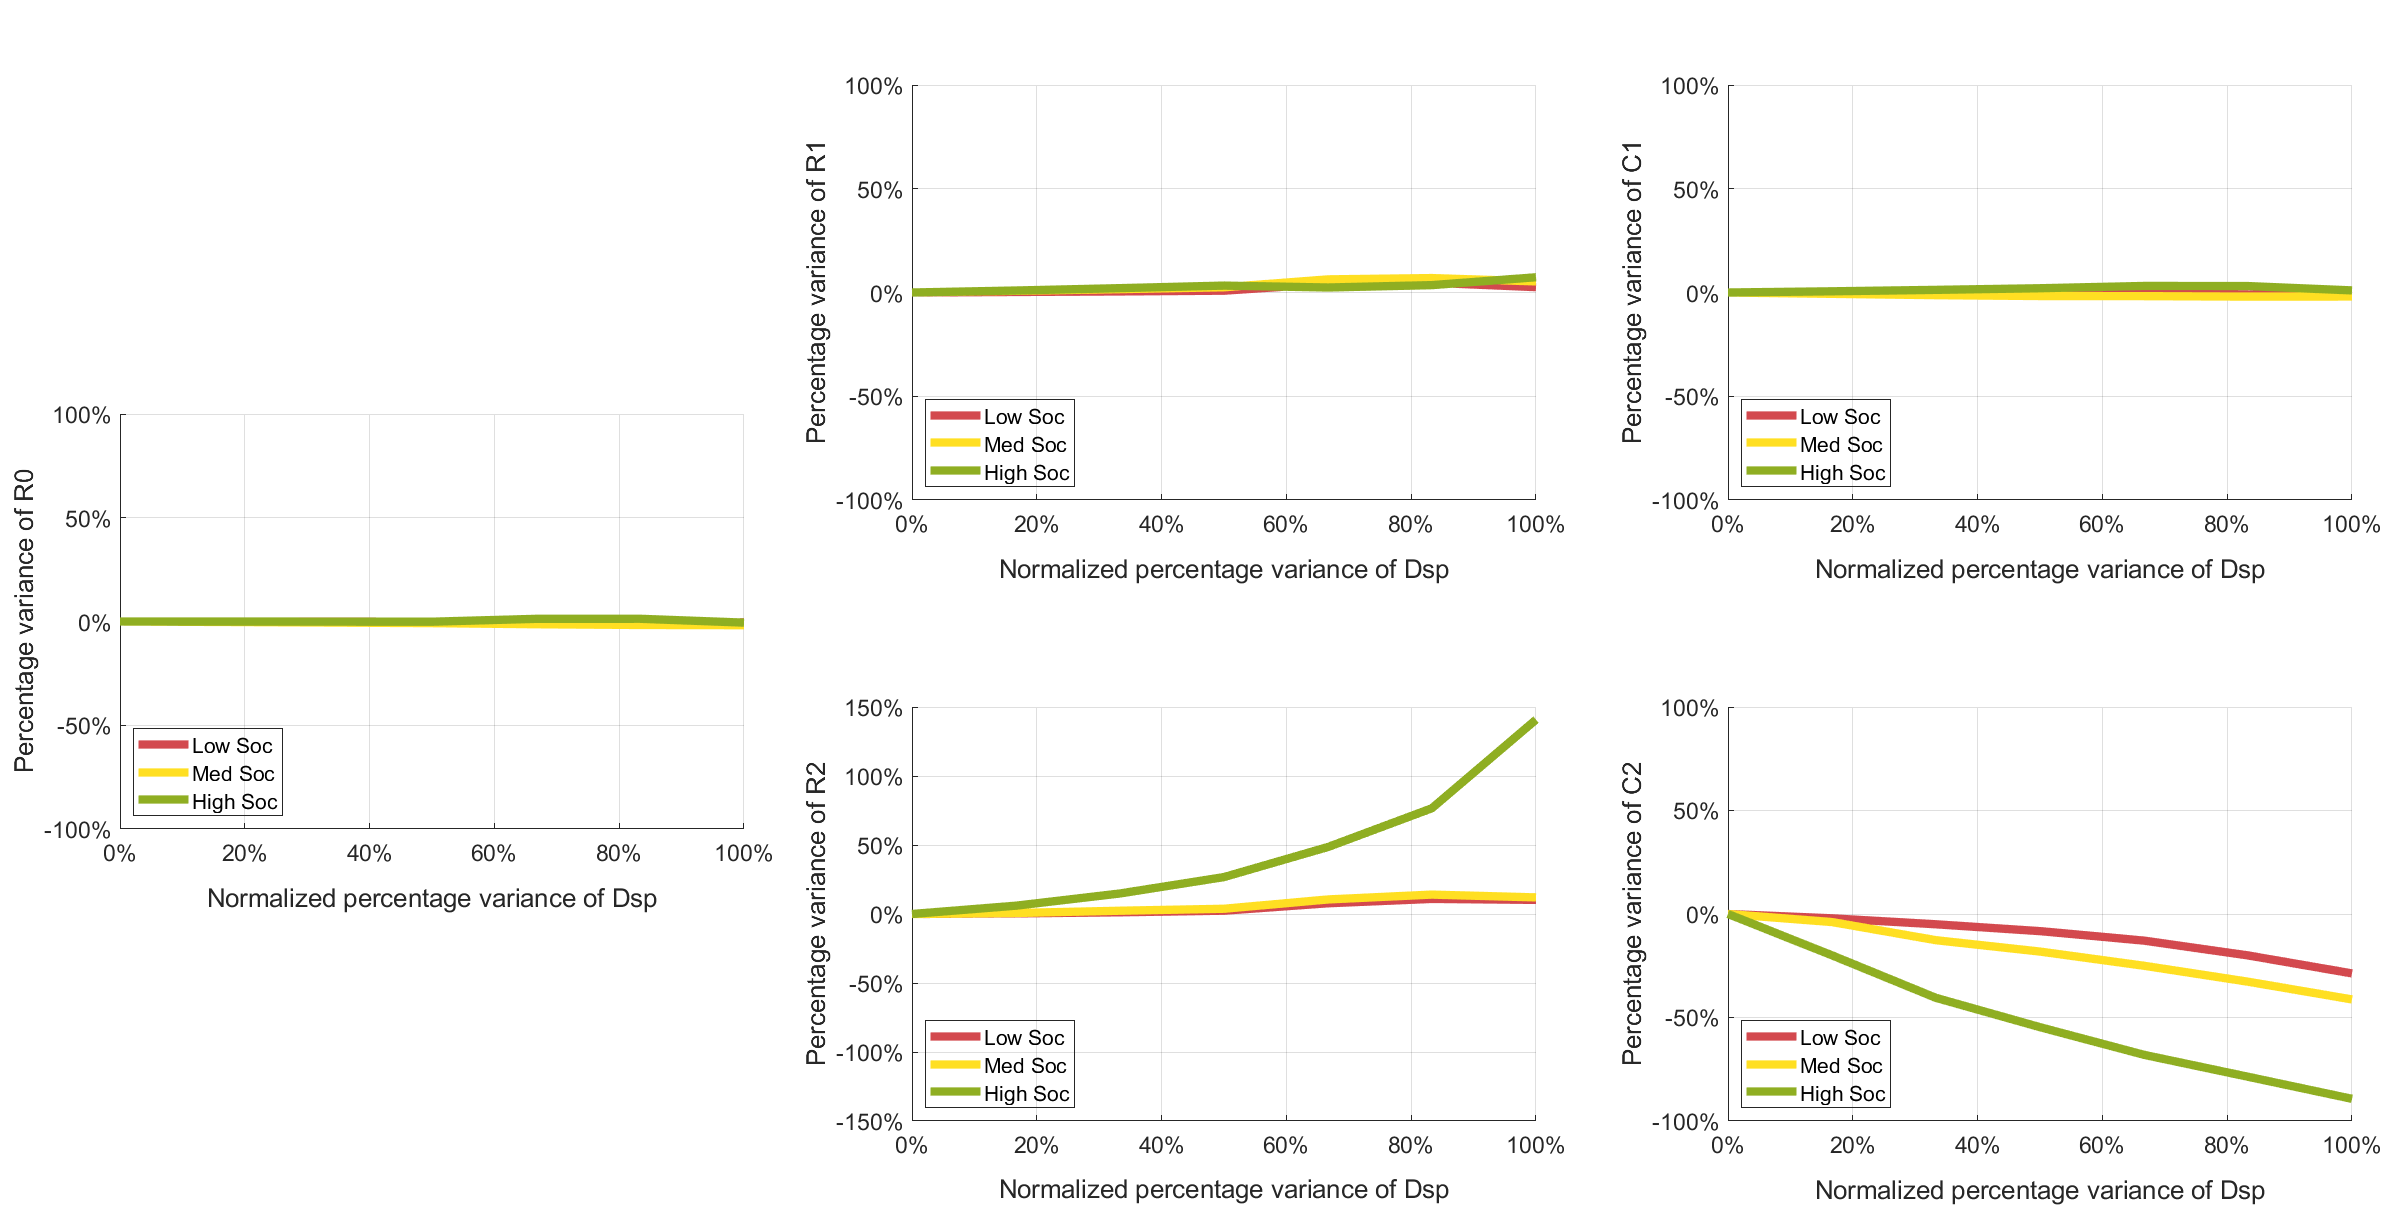 100%
50%
0%
-50%
-100%
0% 20% 40% 60% 80% 100%
Percentage variance of R0
Normalized percentage variance of Dsp
Low Soc
Med Soc
High Soc
100%
50%
0%
-50%
-100%
0% 20% 40% 60% 80% 100%
Percentage variance of R1
Normalized percentage variance of Dsp
Low Soc
Med Soc
High Soc
100%
50%
0%
-50%
-100%
0% 20% 40% 60% 80% 100%
Percentage variance of C1
Normalized percentage variance of Dsp
Low Soc
Med Soc
High Soc
150%
100%
50%
0%
-50%
-100%
-150%
0% 20% 40% 60% 80% 100%
Percentage variance of R2
Normalized percentage variance of Dsp
Low Soc
Med Soc
High Soc
100%
50%
0%
-50%
-100%
0% 20% 40% 60% 80% 100%
Percentage variance of C2
Normalized percentage variance of Dsp
Low Soc
Med Soc
High Soc